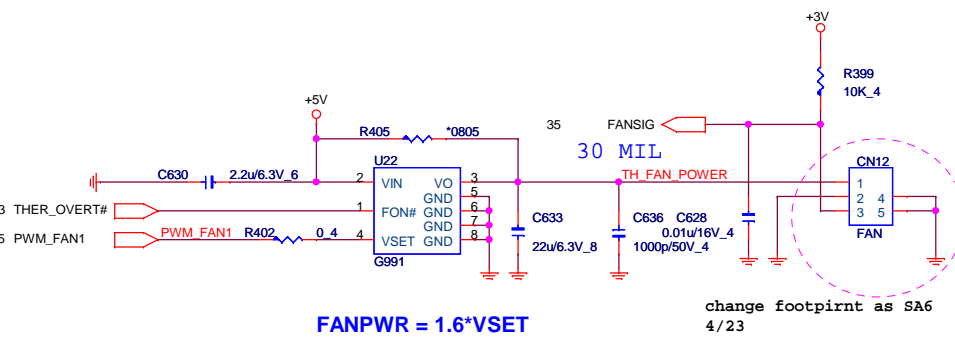 +3V
R399
10K_4
+5V
R405 *0805
35 FANSIG
30 MIL
CN12
U22
C630 2.2u/6.3V_6
2 VIN VO 3
TH_FAN_POWER
1
GND 5
2 4
3 THER_OVERT#
1 FON# GND 6
3 5
GND 7
C633
C636 C628
0.01u/16V_4
FAN
5 PWM_FAN1
PWM_FAN1 R402 0_4
4 VSET GND 8
22u/6.3V_8
1000p/50V_4
G991
change footpirnt as SA6
4/23
FANPWR = 1.6*VSET